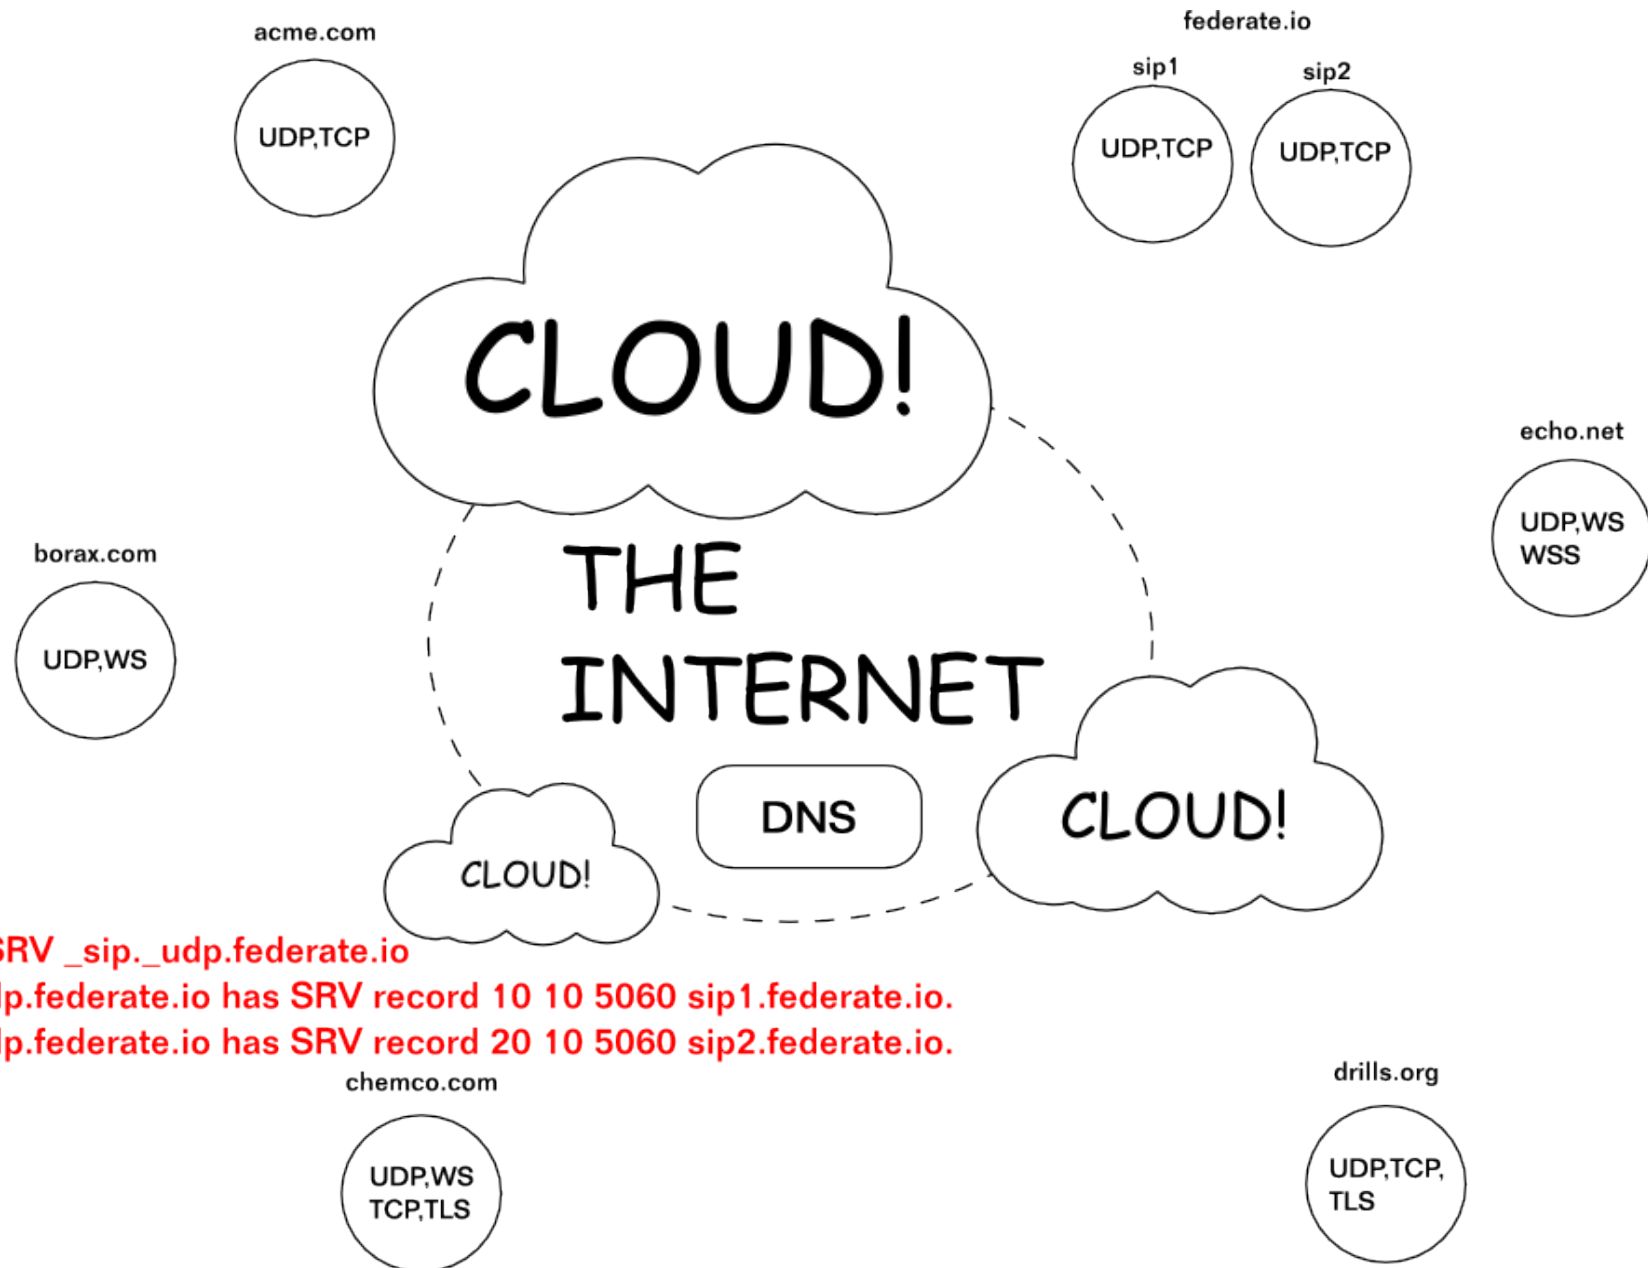 acme.com
UDP,TCP
federate.io
sip1
sip2
UDP,TCP
UDP,TCP
CLOUD!
echo.net
UDP,WS
WSS
borax.com
UDP,WS
THE
INTERNET
DNS
CLOUD!
CLOUD!
SRV _sip._udp.federate.io
dp.federate.io has SRV record 10 10 5060 sip1.federate.io.
dp.federate.io has SRV record 20 10 5060 sip2.federate.io.
chemco.com
UDP,WS
TCP,TLS
drills.org
UDP,TCP,
TLS